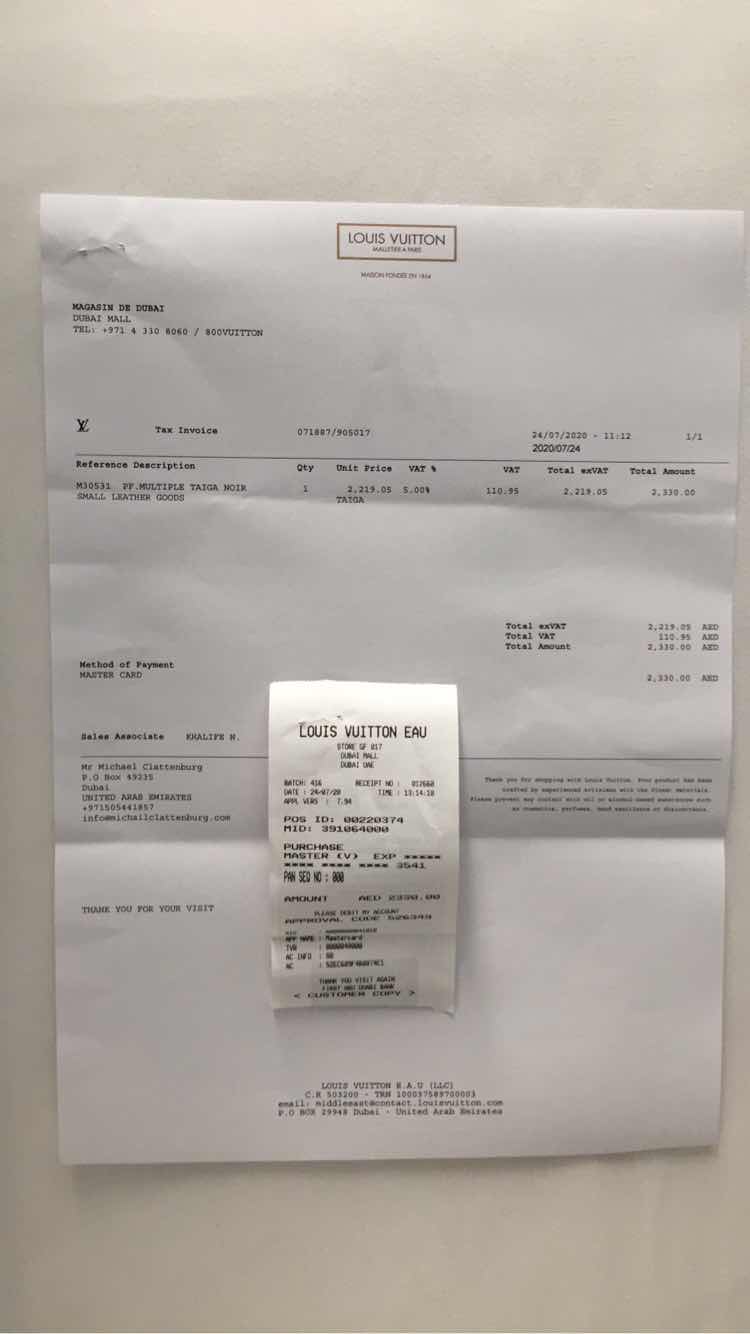 LOUIS VUITTON
MALLETIER A PARIS
MAISON FONDÉE EN 1854
MAGASIN DE DUBAI
DUBAI MALL
TEL: +971 4 330 8060 / 800VUITTON
LV Tax Invoice 071887/905017 24/07/2020 - 11:12 1/1
2020/07/24
Reference Description Qty Unit Price VAT % VAT Total exVAT Total Amount
M30531 PF.MULTIPLE TAIGA NOIR 1 2,219.05 5.00% 110.95 2,219.05 2,330.00
SMALL LEATHER GOODS TAIGA
Total exVAT 2,219.05 AED
Total VAT 110.95 AED
Total Amount 2,330.00 AED
Method of Payment
MASTER CARD 2,330.00 AED
Sales Associate KHALIFE H.
Mr Michael Clattenburg
P.O Box 49235
Dubai
UNITED ARAB EMIRATES
+971505441857
info@michailclattenburg.com
Thank you for shopping with Louis Vuitton. Your product has been
crafted by experienced artisans with the finest materials.
Please prevent any contact with oil or alcohol-based substances such
as cosmetics, perfumes, hand sanitizers or disinfectants.
THANK YOU FOR YOUR VISIT
LOUIS VUITTON EAU
STORE GF 017
DUBAI MALL
DUBAI UAE
BATCH: 416 RECEIPT NO : 012660
DATE : 24/07/20 TIME : 13:14:18
APPL VERS : 7.94
POS ID: 00220374
MID: 391064000
PURCHASE
MASTER (V) EXP *****
**** **** **** 3541
PAN SEQ NO : 000
AMOUNT AED 2330.00
PLEASE DEBIT MY ACCOUNT
APPROVAL CODE 526343
APP NAME : Mastercard
TVR
AC INFO : 80
AC
THANK YOU VISIT AGAIN
FIRST ABU DHABI BANK
< CUSTOMER COPY >
LOUIS VUITTON E.A.U (LLC)
C.R 503200 - TRN 100037589700003
email: middleeast@contact.louisvuitton.com
P.O BOX 29948 Dubai - United Arab Emirates